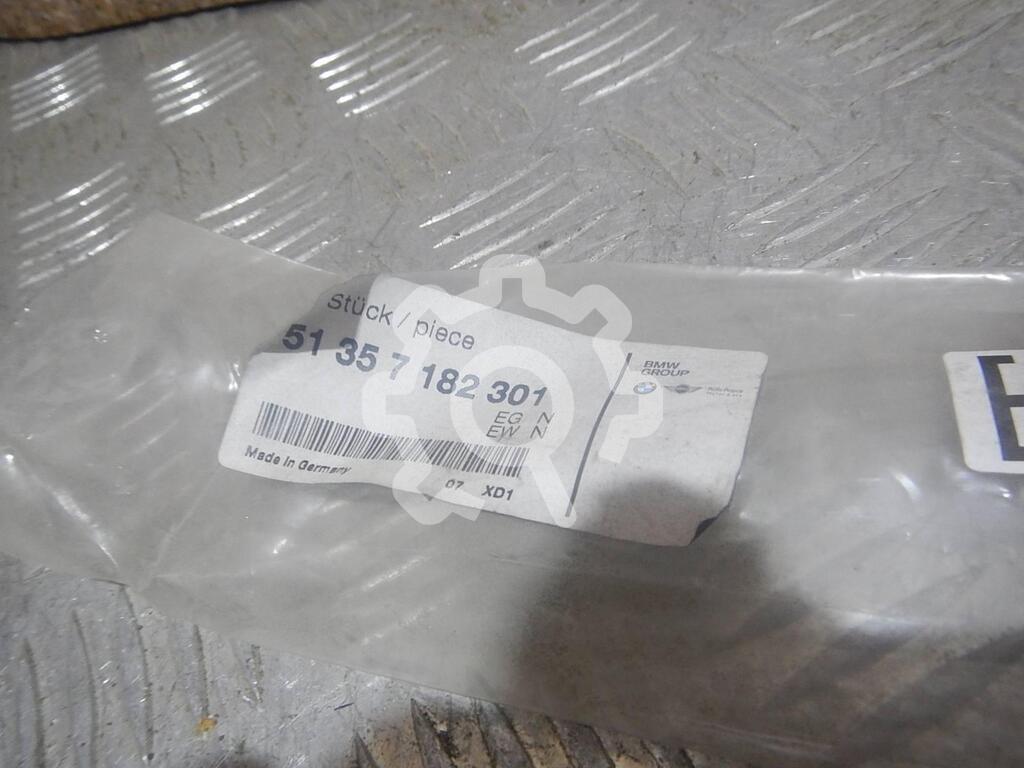 Stück / piece
51 35 7 182 301
EG N
EW N
Made in Germany
07 XD1
BMW
GROUP